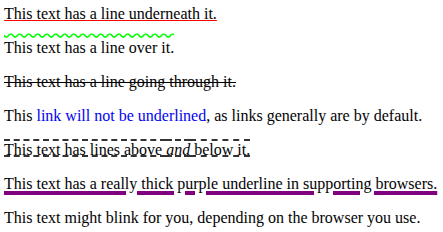 This text has a line underneath it.
This text has a line over it.
This text has a line going through it.
This link will not be underlined, as links generally are by default.
This text has lines above and below it.
This text has a really thick purple underline in supporting browsers.
This text might blink for you, depending on the browser you use.